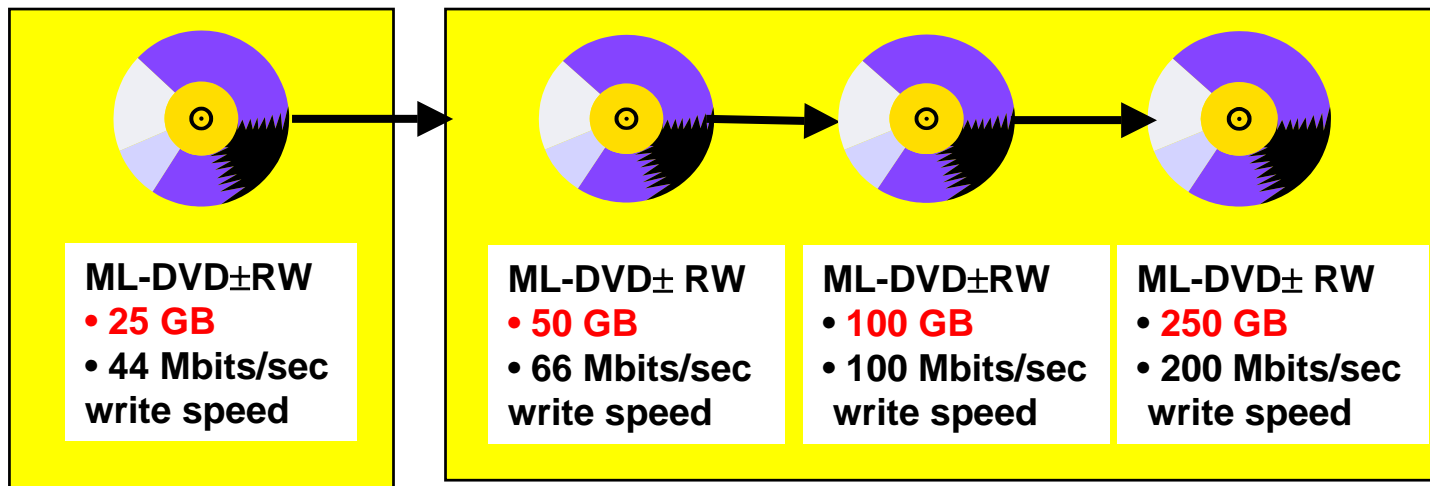 ML-DVD±RW
• 25 GB
• 44 Mbits/sec
write speed
ML-DVD± RW
• 50 GB
• 66 Mbits/sec
write speed
ML-DVD±RW
• 100 GB
• 100 Mbits/sec
write speed
ML-DVD± RW
• 250 GB
• 200 Mbits/sec
write speed